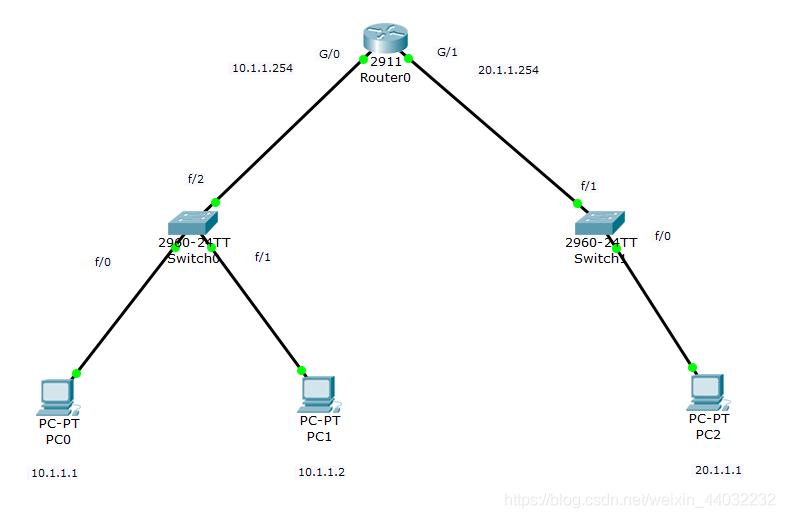 G/0
G/1
10.1.1.254
2911
Router0
20.1.1.254
f/2
f/1
2960-24TT
Switch0
2960-24TT
Switch1
f/0
f/0
f/1
PC-PT
PC0
PC-PT
PC1
PC-PT
PC2
10.1.1.1
10.1.1.2
20.1.1.1
https://blog.csdn.net/weixin_44032232